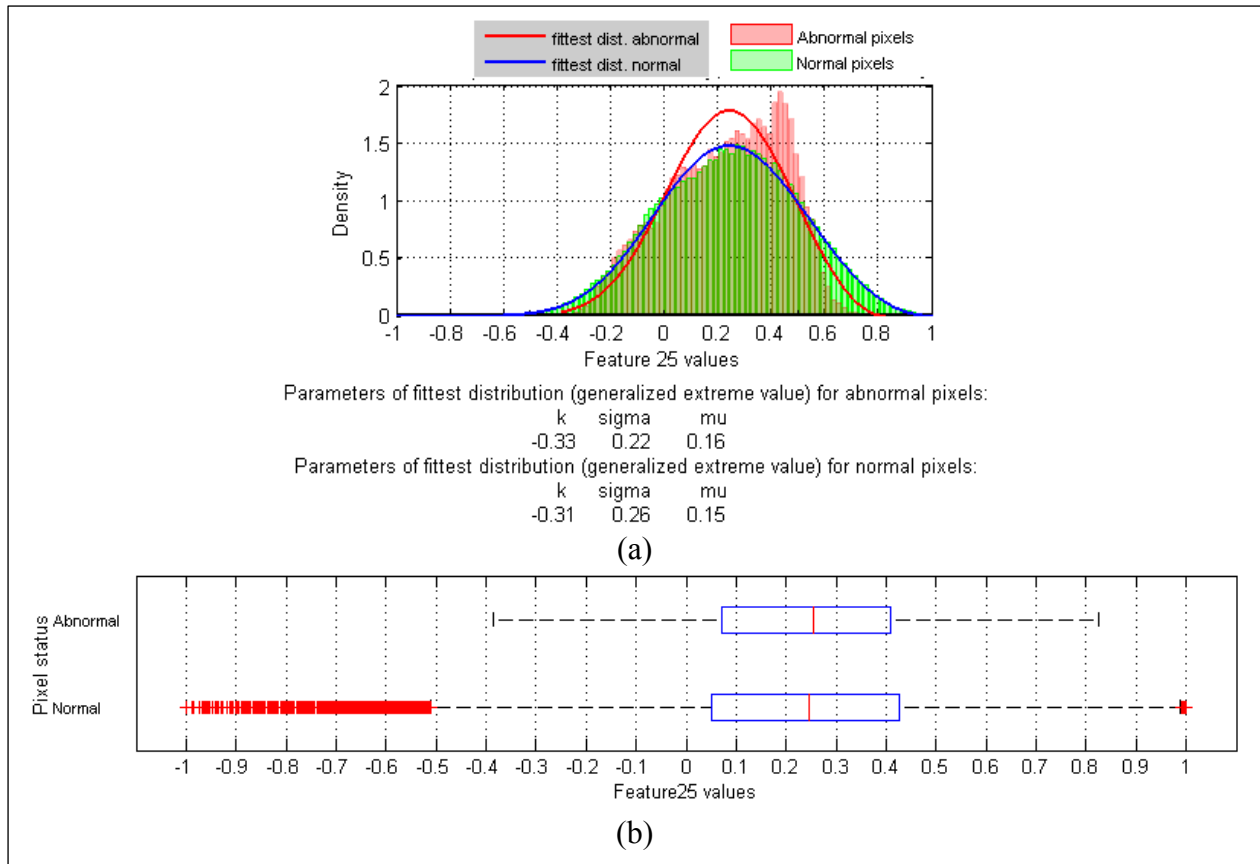 fittest dist. abnormal
fittest dist. normal
Abnormal pixels
Normal pixels
2
1.5
1
0.5
0
Density
-1 -0.8 -0.6 -0.4 -0.2 0 0.2 0.4 0.6 0.8 1
Feature 25 values
Parameters of fittest distribution (generalized extreme value) for abnormal pixels:
k sigma mu
-0.33 0.22 0.16
Parameters of fittest distribution (generalized extreme value) for normal pixels:
k sigma mu
-0.31 0.26 0.15
(a)
Pixel status
Abnormal
Normal
-1 -0.9 -0.8 -0.7 -0.6 -0.5 -0.4 -0.3 -0.2 -0.1 0 0.1 0.2 0.3 0.4 0.5 0.6 0.7 0.8 0.9 1
Feature25 values
(b)